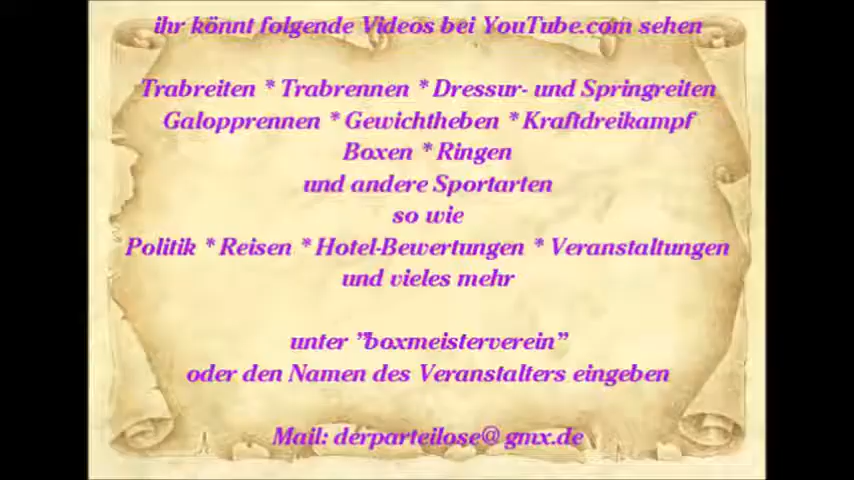 ihr könnt folgende Videos bei YouTube.com sehen
Trabreiten * Trabrennen * Dressur- und Springreiten
Galopprennen * Gewichtheben * Kraftdreikampf
Boxen * Ringen
und andere Sportarten
so wie
Politik * Reisen * Hotel-Bewertungen * Veranstaltungen
und vieles mehr
unter "boxmeisterverein"
oder den Namen des Veranstalters eingeben
Mail: derparteilose@gmx.de